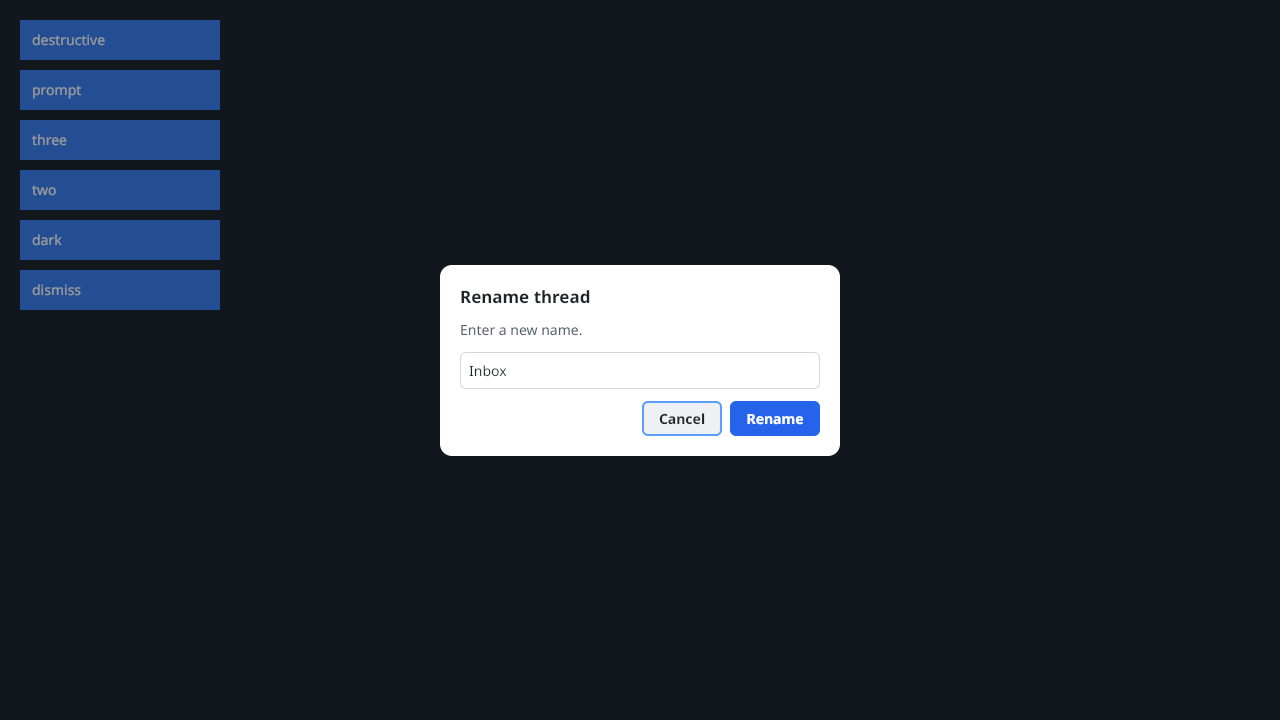 destructive
prompt
three
two
dark
dismiss
Rename thread
Enter a new name.
Inbox
Cancel Rename